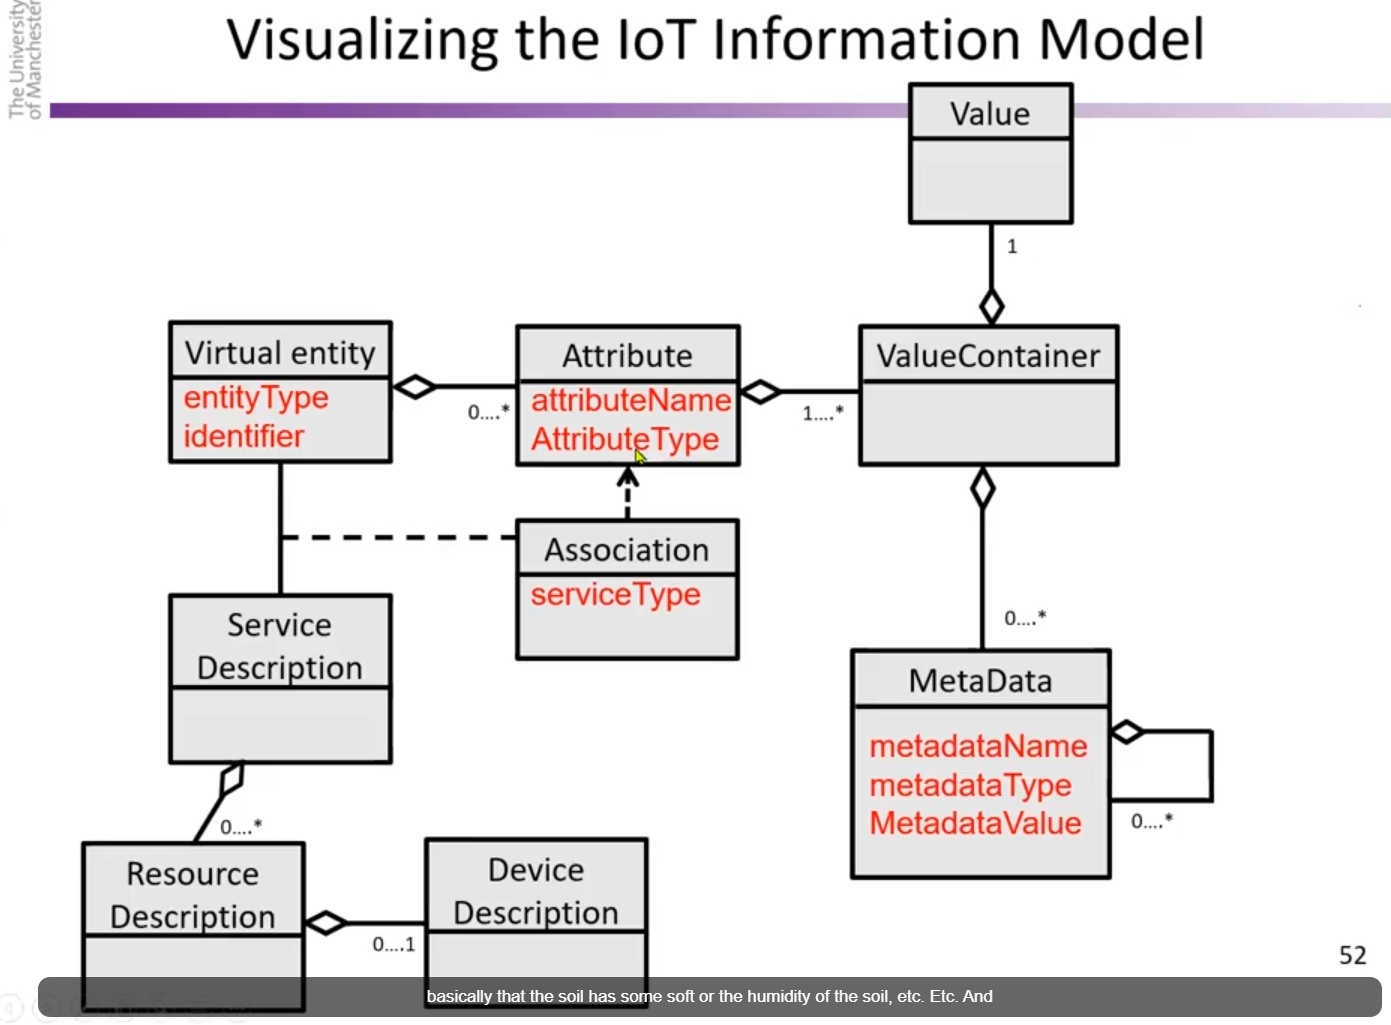 The University
of Manchester
Visualizing the IoT Information Model
Value
1
Virtual entity
entityType
identifier
0....*
Attribute
attributeName
AttributeType
1....*
ValueContainer
Association
serviceType
0....*
Service
Description
MetaData
metadataName
metadataType
MetadataValue
0....*
0....*
Resource
Description
0....1
Device
Description
52
basically that the soil has some soft or the humidity of the soil, etc. Etc. And